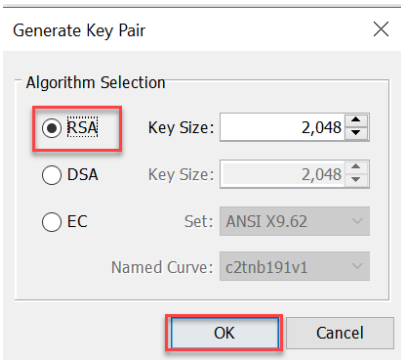 Generate Key Pair
Algorithm Selection
RSA Key Size: 2,048
DSA Key Size: 2,048
EC Set: ANSI X9.62
Named Curve: c2tnb191v1
OK Cancel